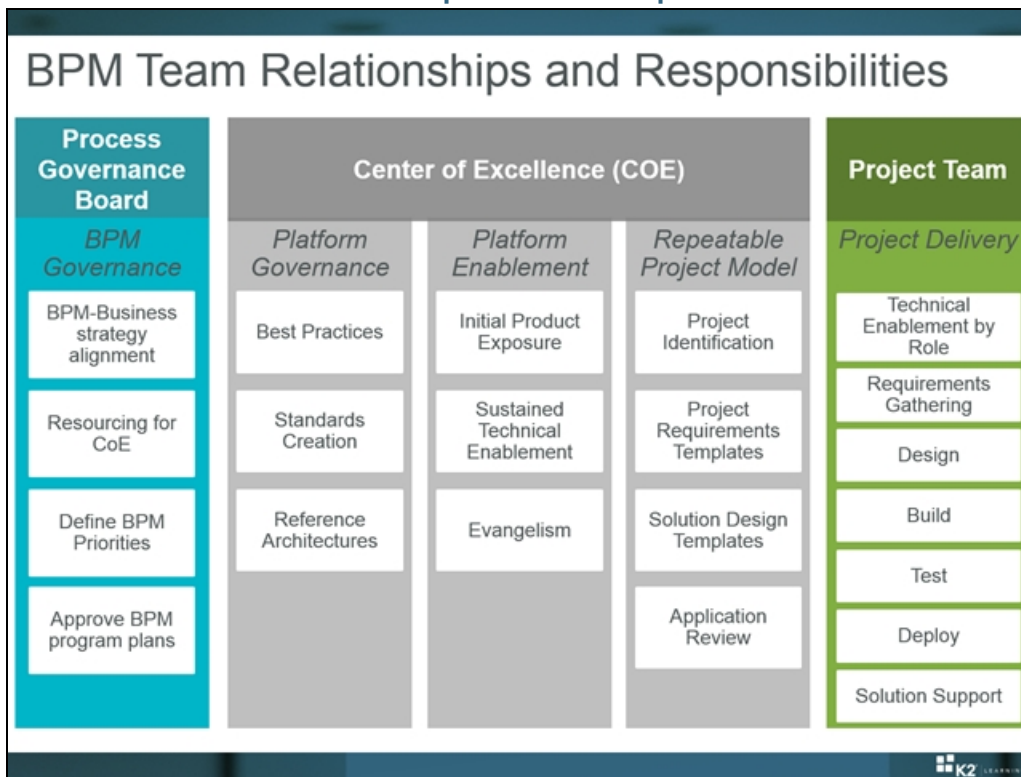 BPM Team Relationships and Responsibilities
Process
Governance
Board
BPM
Governance
BPM-Business
strategy
alignment
Resourcing for
CoE
Define BPM
Priorities
Approve BPM
program plans
Center of Excellence (COE)
Platform
Governance
Best Practices
Standards
Creation
Reference
Architectures
Platform
Enablement
Initial Product
Exposure
Sustained
Technical
Enablement
Evangelism
Repeatable
Project Model
Project
Identification
Project
Requirements
Templates
Solution Design
Templates
Application
Review
Project Team
Project Delivery
Technical
Enablement by
Role
Requirements
Gathering
Design
Build
Test
Deploy
Solution Support
K2